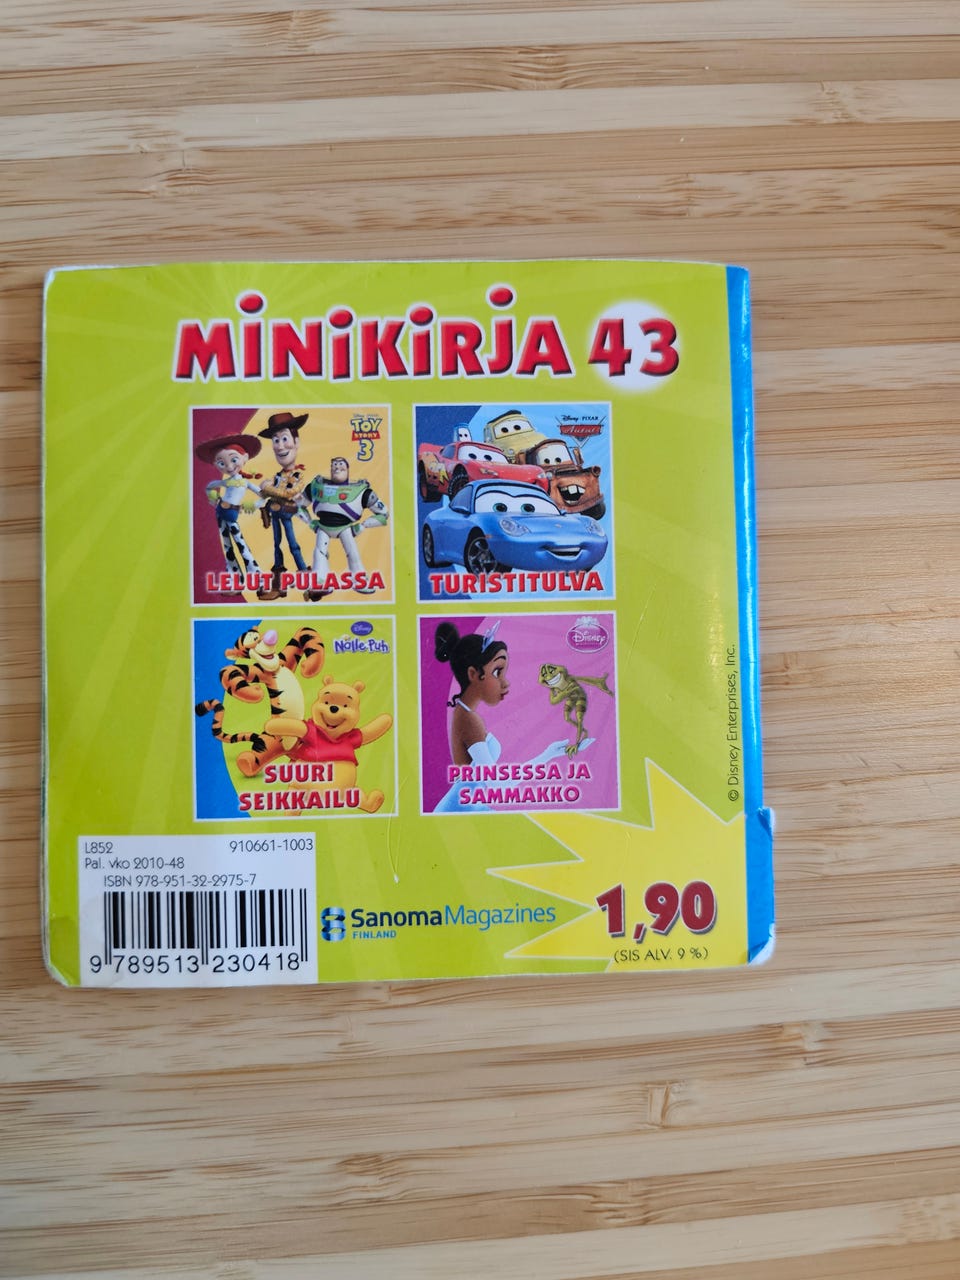 MINIKIRJA 43
Disney · PIXAR
TOY
STORY
3
LELUT PULASSA
Disney · PIXAR
Autot
TURISTITULVA
Disney
Nalle Puh
SUURI
SEIKKAILU
Disney
PRINSESSA JA
SAMMAKKO
© Disney Enterprises, Inc.
L852 910661-1003
Pal. vko 2010-48
ISBN 978-951-32-2975-7
9 789513 230418
SanomaMagazines
FINLAND
1,90
(SIS ALV. 9 %)